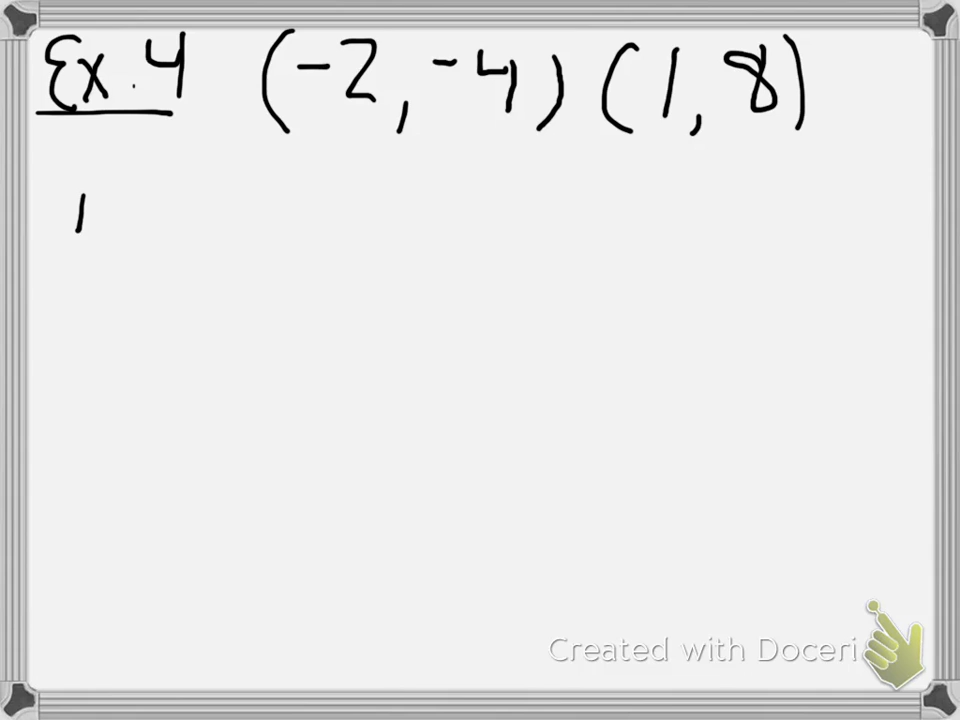 Ex. 4 (-2, -4) (1, 8)
Created with Doceri